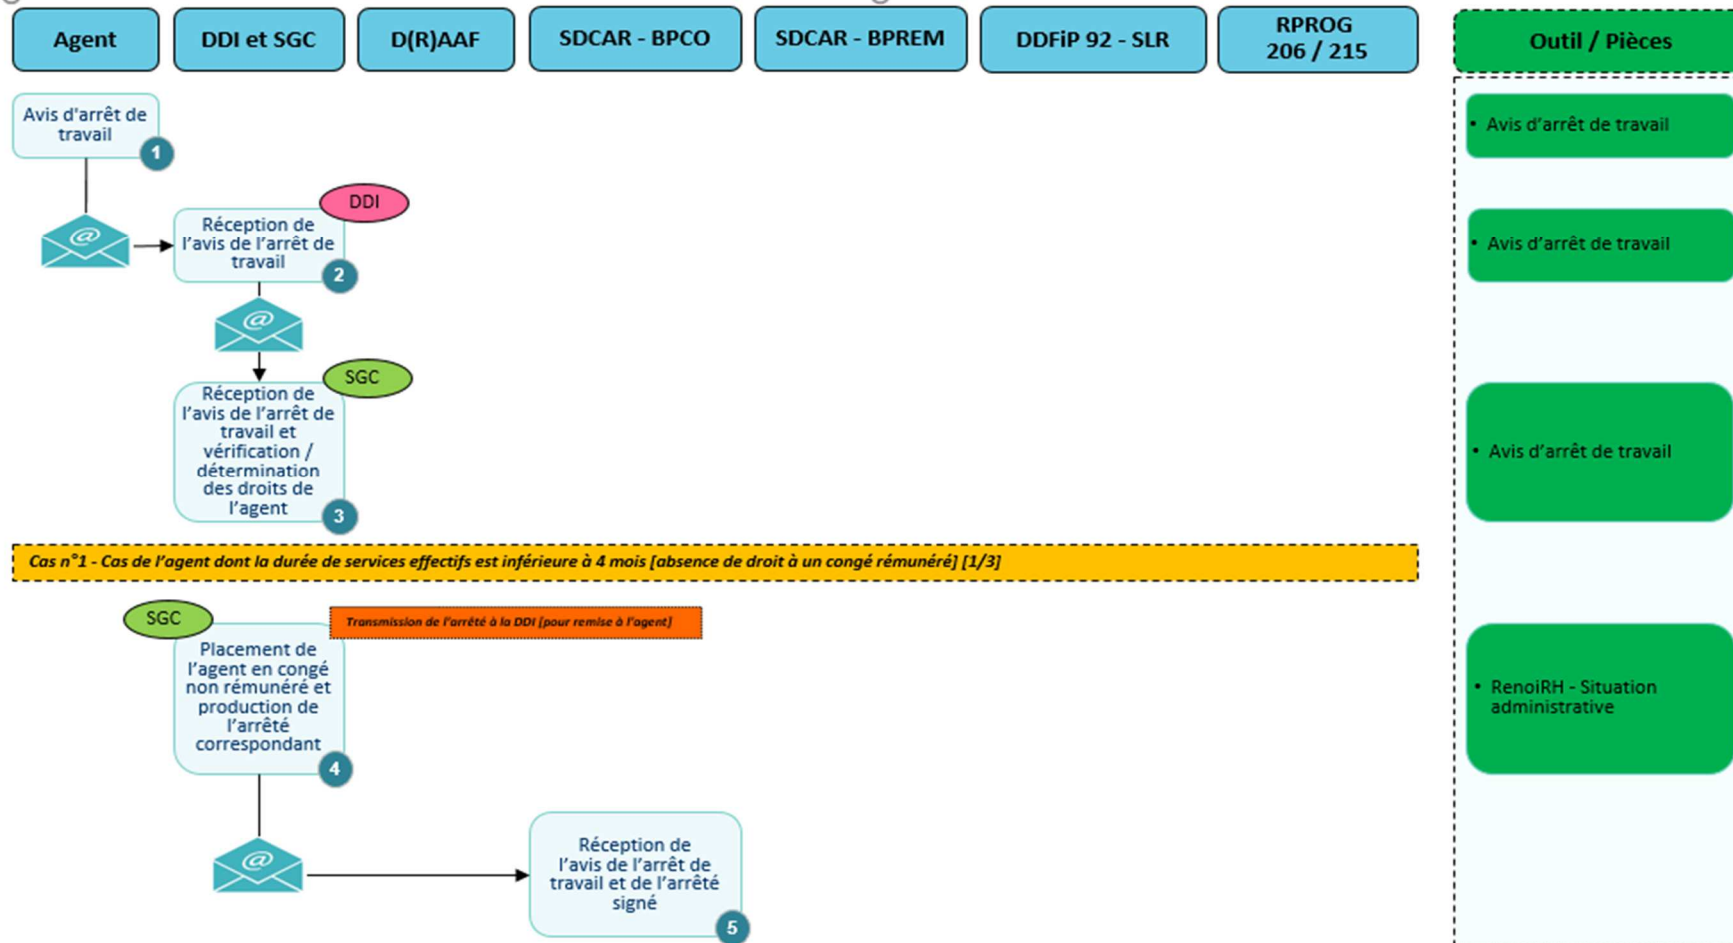 Agent
DDI et SGC
D(R)AAF
SDCAR - BPCO
SDCAR - BPREM
DDFiP 92 - SLR
RPROG
206 / 215
Outil / Pièces
Avis d'arrêt de
travail
1
• Avis d'arrêt de travail
@
DDI
Réception de
l'avis de l'arrêt de
travail
2
• Avis d'arrêt de travail
@
SGC
Réception de
l'avis de l'arrêt de
travail et
vérification /
détermination
des droits de
l'agent
3
• Avis d'arrêt de travail
Cas n°1 - Cas de l'agent dont la durée de services effectifs est inférieure à 4 mois [absence de droit à un congé rémunéré] [1/3]
SGC
Transmission de l'arrêté à la DDI [pour remise à l'agent]
Placement de
l'agent en congé
non rémunéré et
production de
l'arrêté
correspondant
4
• RenoiRH - Situation
administrative
@
Réception de
l'avis de l'arrêt de
travail et de l'arrêté
signé
5